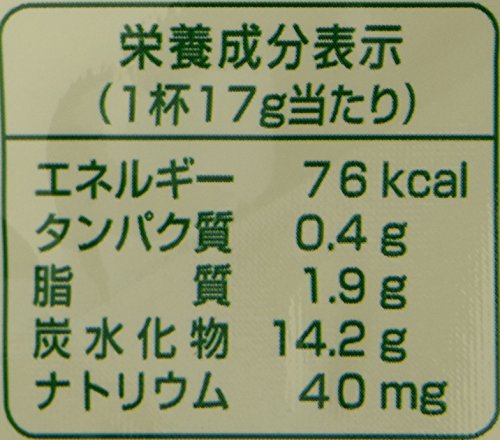 栄養成分表示
(1杯17g当たり)
エネルギー 76 kcal
タンパク質 0.4 g
脂質 1.9 g
炭水化物 14.2 g
ナトリウム 40 mg